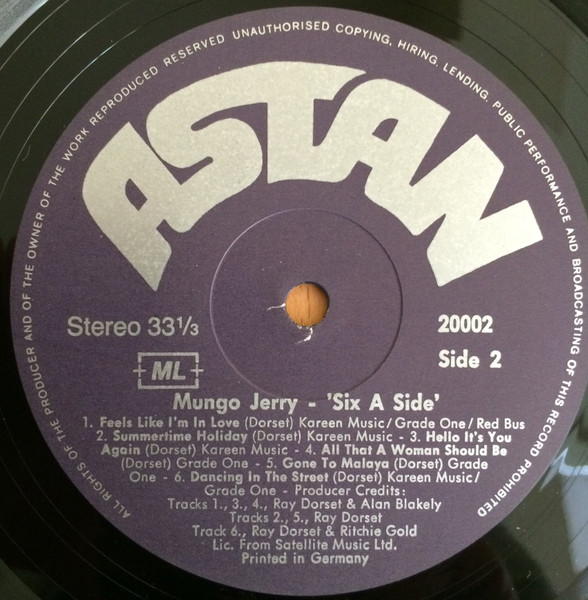 ALL RIGHTS OF THE PRODUCER AND OF THE OWNER OF THE WORK REPRODUCED RESERVED UNAUTHORISED COPYING, HIRING, LENDING, PUBLIC PERFORMANCE AND BROADCASTING OF THIS RECORD PROHIBITED
ASTAN
Stereo 33⅓
20002
Side 2
ML
Mungo Jerry - 'Six A Side'
1. Feels Like I'm In Love (Dorset) Kareen Music/Grade One/Red Bus
2. Summertime Holiday (Dorset) Kareen Music - 3. Hello It's You
Again (Dorset) Kareen Music - 4. All That A Woman Should Be
(Dorset) Grade One - 5. Gone To Malaya (Dorset) Grade
One - 6. Dancing In The Street (Dorset) Kareen Music/
Grade One - Producer Credits:
Tracks 1., 3., 4., Ray Dorset & Alan Blakely
Tracks 2., 5., Ray Dorset
Track 6., Ray Dorset & Ritchie Gold
Lic. From Satellite Music Ltd.
Printed in Germany